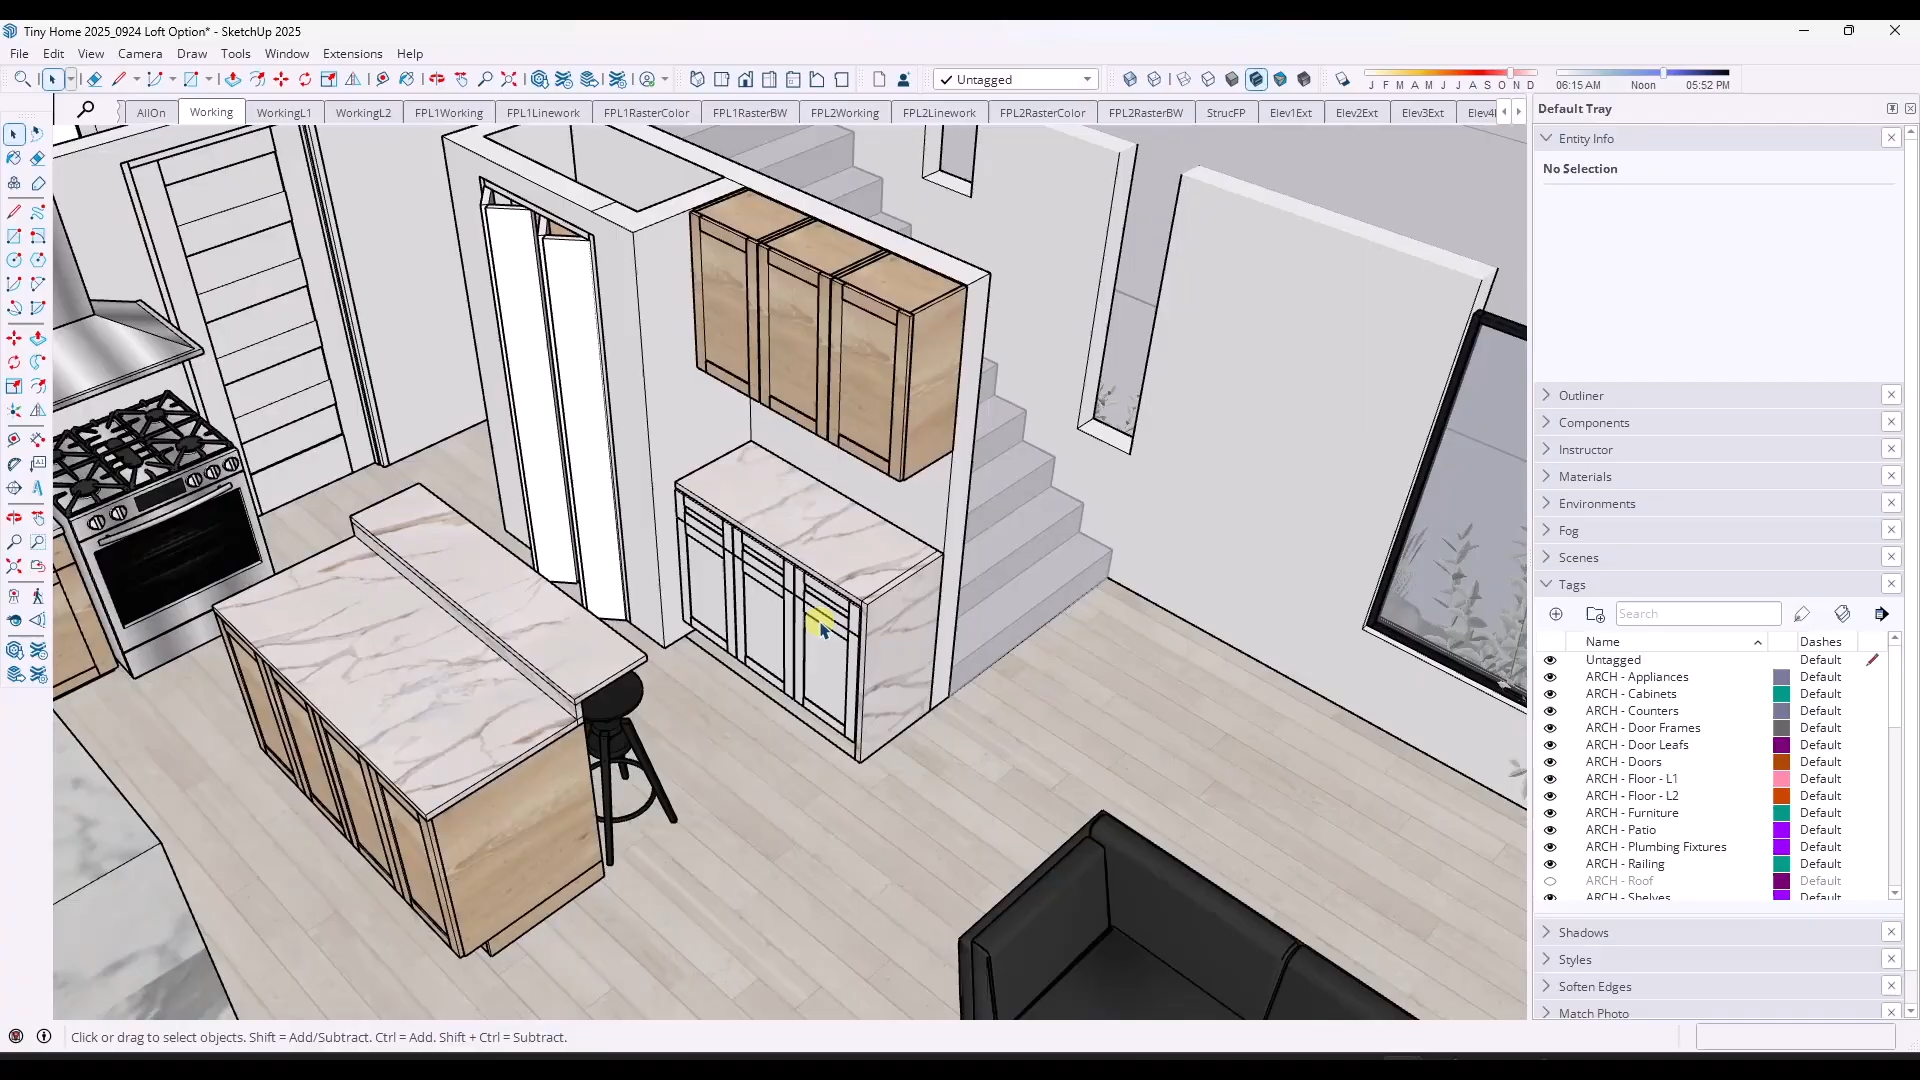 Tiny Home 2025_0924 Loft Option* - SketchUp 2025
File Edit View Camera Draw Tools Window Extensions Help
Untagged
J F M A M J J A S O N D
06:15 AM Noon 05:52 PM
AllOn Working WorkingL1 WorkingL2 FPL1Working FPL1Linework FPL1RasterColor FPL1RasterBW FPL2Working FPL2Linework FPL2RasterColor FPL2RasterBW StrucFP Elev1Ext Elev2Ext Elev3Ext
Default Tray
Entity Info
No Selection
Outliner
Components
Instructor
Materials
Environments
Fog
Scenes
Tags
Search
Name Dashes
Untagged Default
ARCH - Appliances Default
ARCH - Cabinets Default
ARCH - Counters Default
ARCH - Door Frames Default
ARCH - Door Leafs Default
ARCH - Doors Default
ARCH - Floor - L1 Default
ARCH - Floor - L2 Default
ARCH - Furniture Default
ARCH - Patio Default
ARCH - Plumbing Fixtures Default
ARCH - Railing Default
ARCH - Roof Default
ARCH - Shelves Default
Shadows
Styles
Soften Edges
Match Photo
Click or drag to select objects. Shift = Add/Subtract. Ctrl = Add. Shift + Ctrl = Subtract.